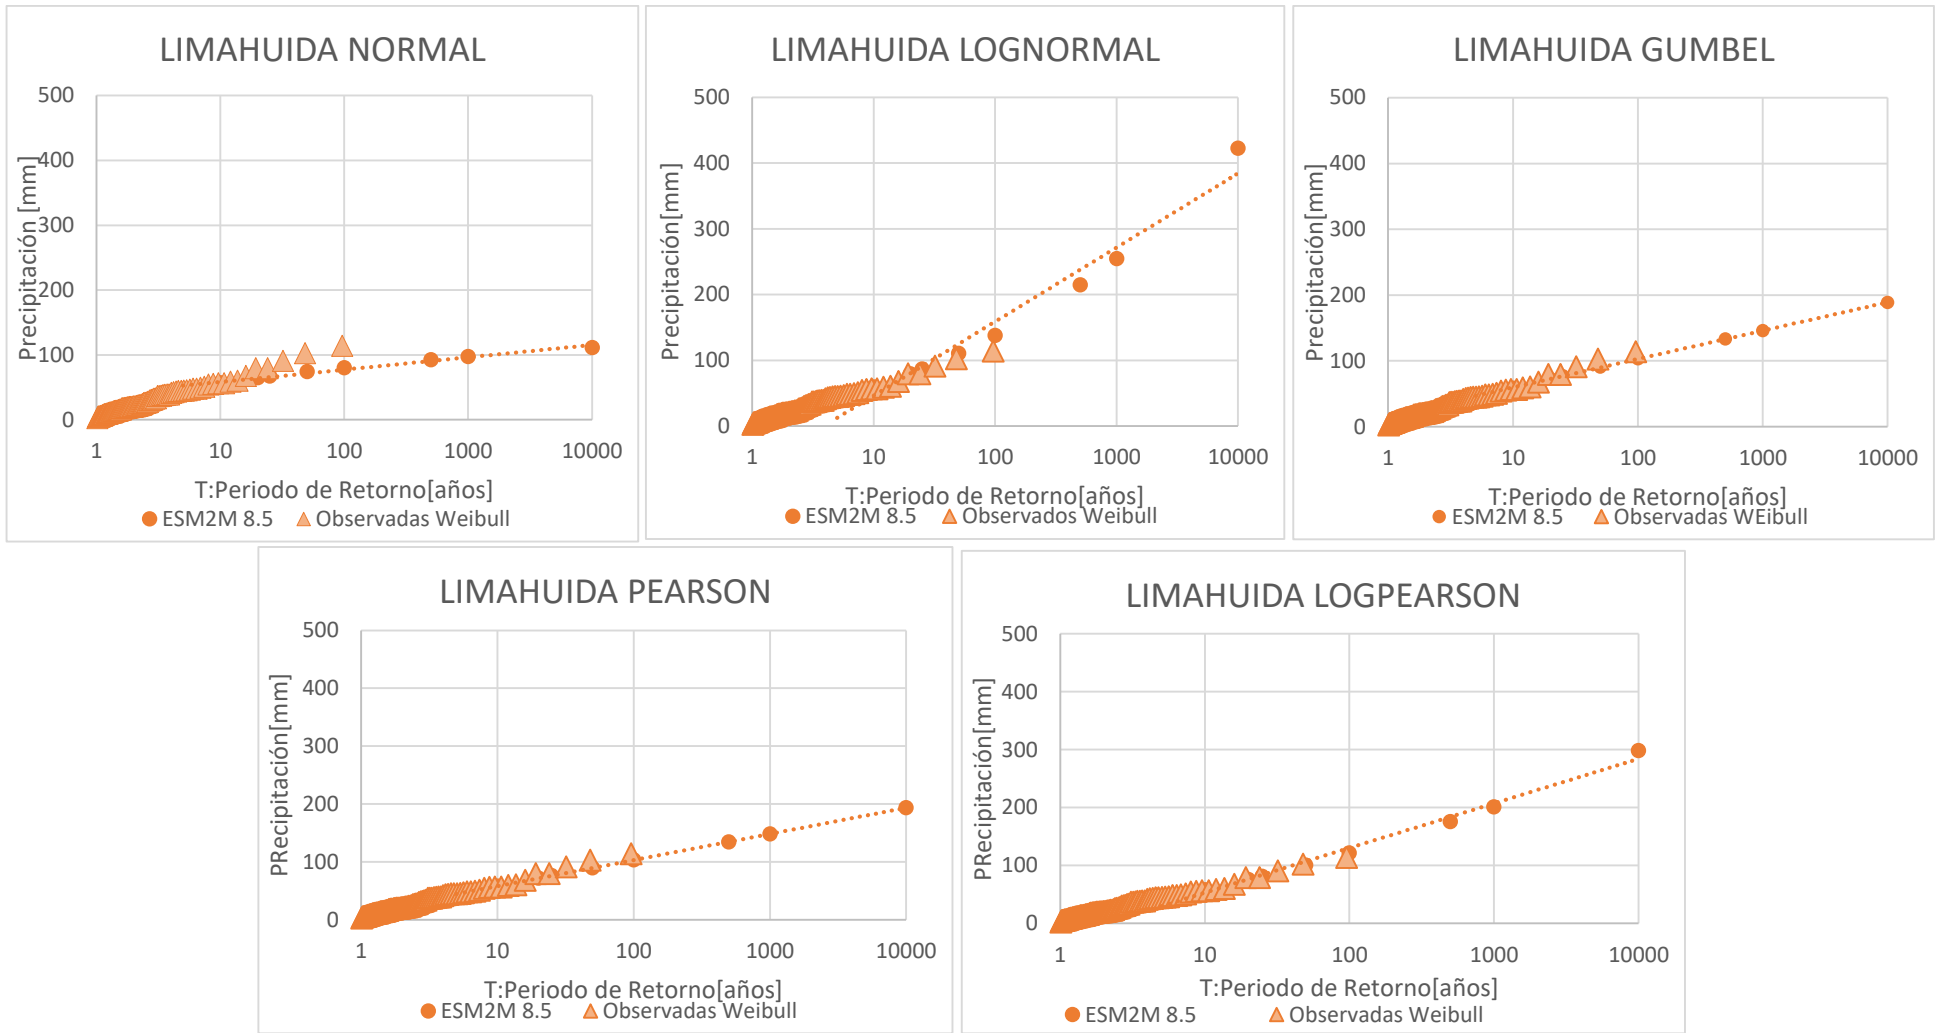 LIMAHUIDA NORMAL
500
400
300
200
100
0
Precipitación [mm]
1 10 100 1000 10000
T:Periodo de Retorno[años]
ESM2M 8.5 Observadas Weibull
LIMAHUIDA LOGNORMAL
500
400
300
200
100
0
Precipitación[mm]
1 10 100 1000 10000
T:Periodo de Retorno[años]
ESM2M 8.5 Observados Weibull
LIMAHUIDA GUMBEL
500
400
300
200
100
0
Precipitación[mm]
1 10 100 1000 10000
T:Periodo de Retorno[años]
ESM2M 8.5 Observadas WEibull
LIMAHUIDA PEARSON
500
400
300
200
100
0
PRecipitación[mm]
1 10 100 1000 10000
T:Periodo de Retorno[años]
ESM2M 8.5 Observadas Weibull
LIMAHUIDA LOGPEARSON
500
400
300
200
100
0
PRecipitación[mm]
1 10 100 1000 10000
T:Periodo de Retorno[años]
ESM2M 8.5 Observadas Weibull